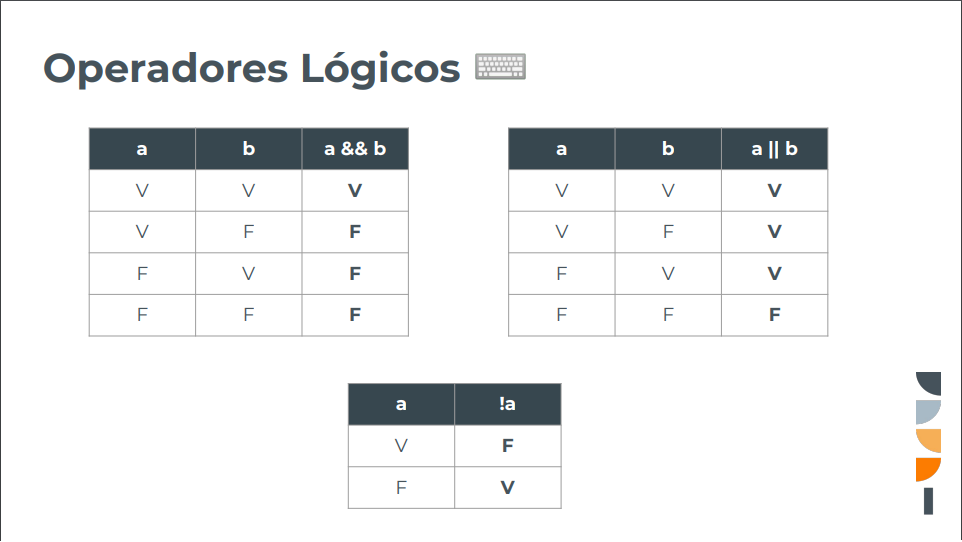 Operadores Lógicos
a b a && b
V V V
V F F
F V F
F F F
a b a || b
V V V
V F V
F V V
F F F
a !a
V F
F V